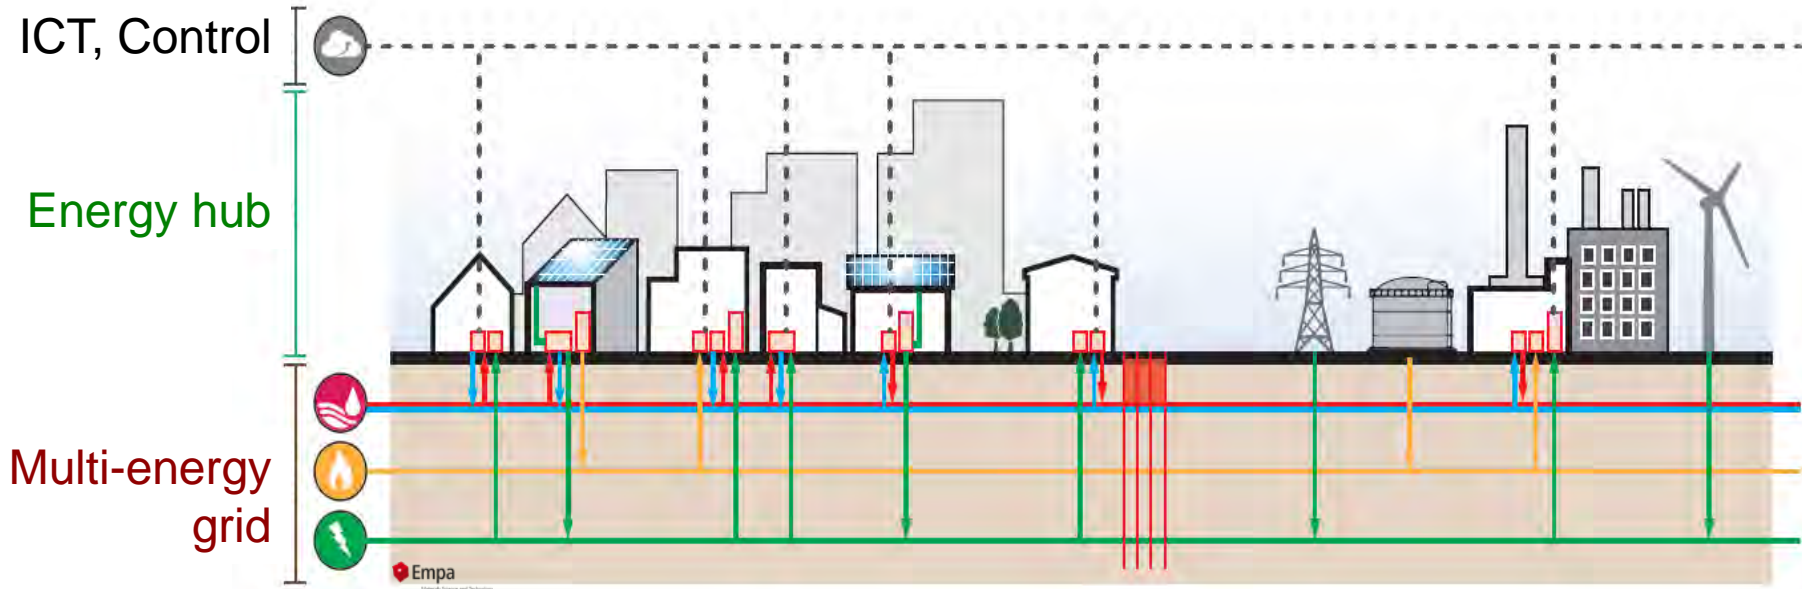 ICT, Control
Energy hub
Multi-energy
grid
Empa